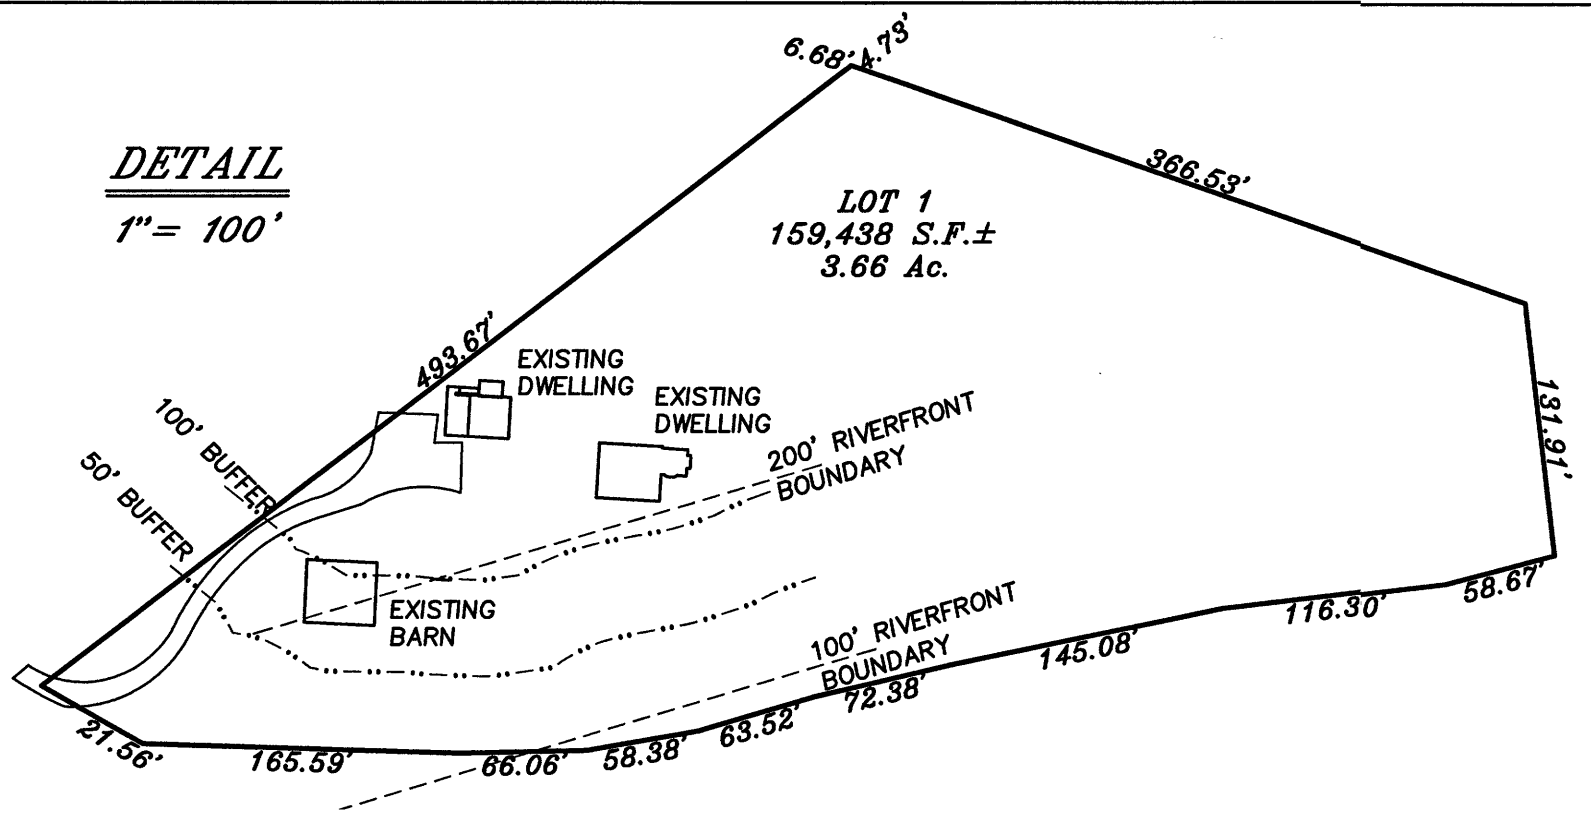 6.68'
4.73'
DETAIL
1"= 100'
366.53'
LOT 1
159,438 S.F.±
3.66 Ac.
493.67'
EXISTING
DWELLING
EXISTING
DWELLING
131.91'
100' BUFFER
50' BUFFER
200' RIVERFRONT
BOUNDARY
EXISTING
BARN
100' RIVERFRONT
BOUNDARY
58.67'
116.30'
145.08'
72.38'
63.52'
58.38'
66.06'
165.59'
21.56'